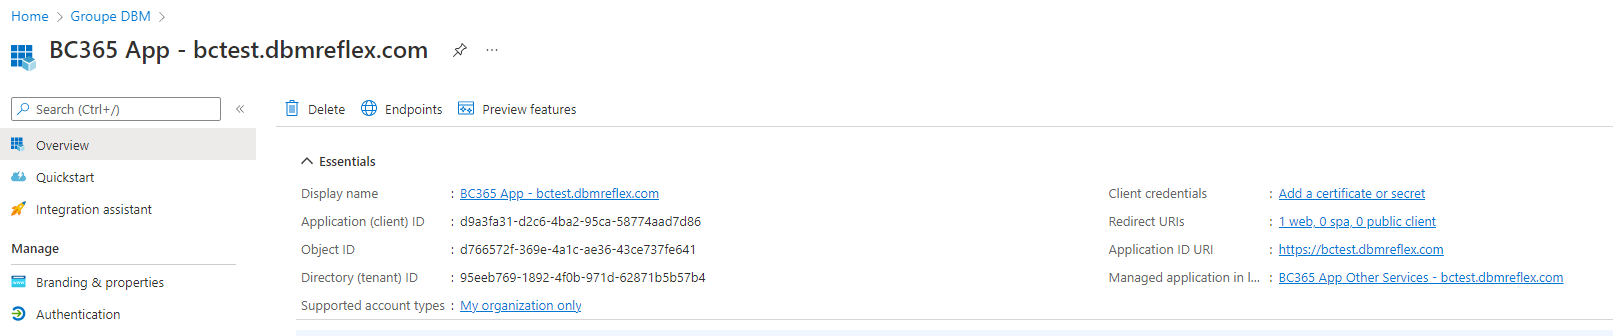 Home > Groupe DBM >
BC365 App - bctest.dbmreflex.com ...
Search (Ctrl+/) «
Delete Endpoints Preview features
Overview
Quickstart
Integration assistant
Manage
Branding & properties
Authentication
Essentials
Display name : BC365 App - bctest.dbmreflex.com
Application (client) ID : d9a3fa31-d2c6-4ba2-95ca-58774aad7d86
Object ID : d766572f-369e-4a1c-ae36-43ce737fe641
Directory (tenant) ID : 95eeb769-1892-4f0b-971d-62871b5b57b4
Supported account types : My organization only
Client credentials : Add a certificate or secret
Redirect URIs : 1 web, 0 spa, 0 public client
Application ID URI : https://bctest.dbmreflex.com
Managed application in l... : BC365 App Other Services - bctest.dbmreflex.com